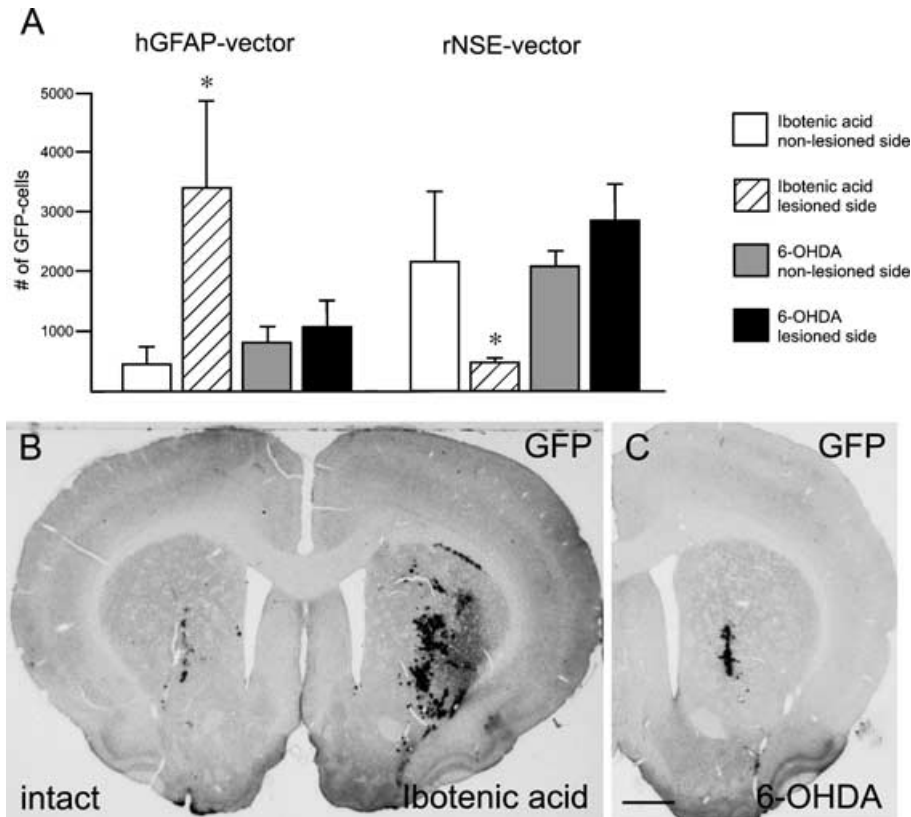 A
hGFAP-vector
rNSE-vector
# of GFP-cells
5000
4000
3000
2000
1000
*
*
Ibotenic acid
non-lesioned side
Ibotenic acid
lesioned side
6-OHDA
non-lesioned side
6-OHDA
lesioned side
B
GFP
intact
Ibotenic acid
C
GFP
6-OHDA